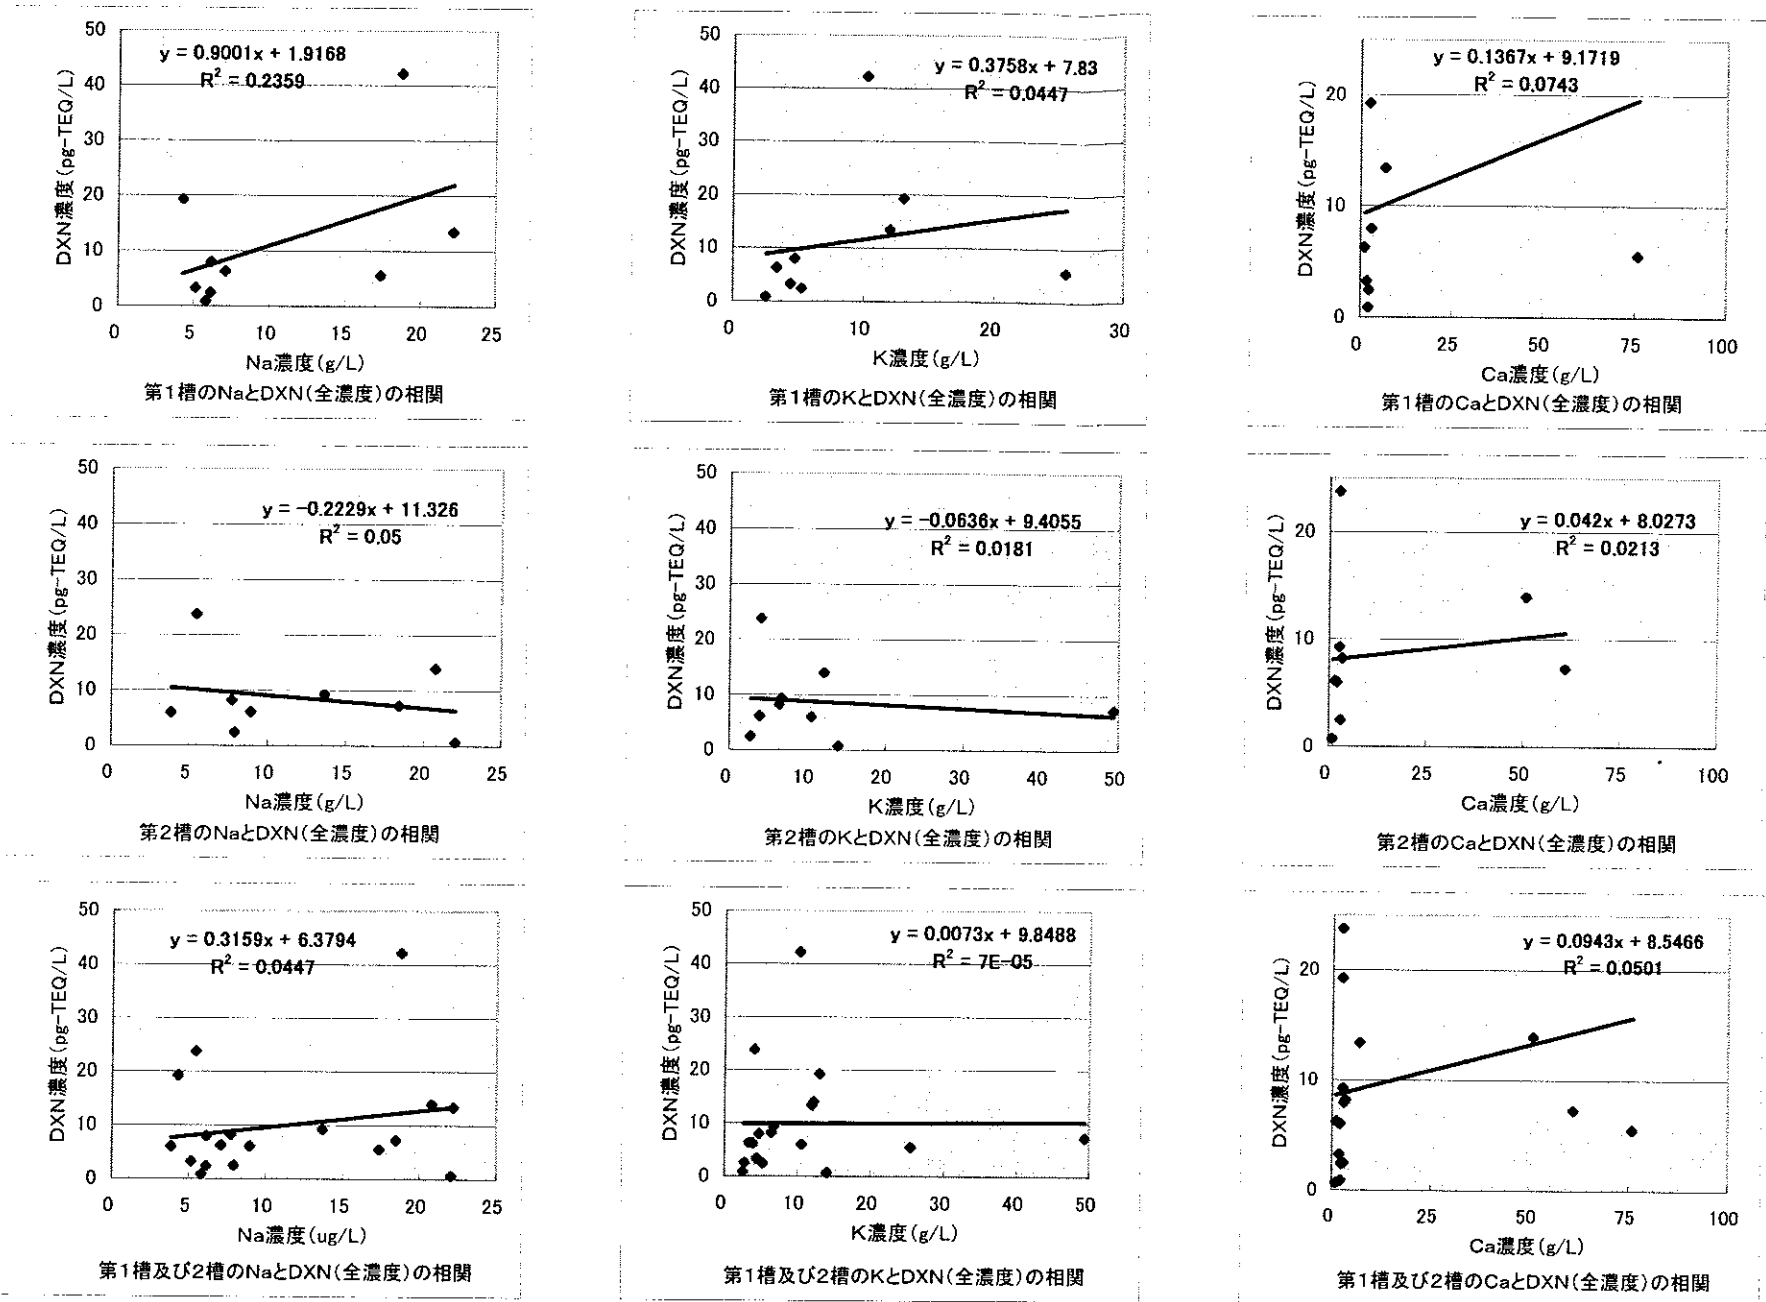 50
40
30
20
10
0
DXN濃度(pg-TEQ/L)
y = 0.9001x + 1.9168
R² = 0.2359
0 5 10 15 20 25
Na濃度(g/L)
第1槽のNaとDXN(全濃度)の相関
50
40
30
20
10
0
DXN濃度(pg-TEQ/L)
y = 0.3758x + 7.83
R² = 0.0447
0 10 20 30
K濃度(g/L)
第1槽のKとDXN(全濃度)の相関
20
10
0
DXN濃度(pg-TEQ/L)
y = 0.1367x + 9.1719
R² = 0.0743
0 25 50 75 100
Ca濃度(g/L)
第1槽のCaとDXN(全濃度)の相関
50
40
30
20
10
0
DXN濃度(pg-TEQ/L)
y = -0.2229x + 11.326
R² = 0.05
0 5 10 15 20 25
Na濃度(g/L)
第2槽のNaとDXN(全濃度)の相関
50
40
30
20
10
0
DXN濃度(pg-TEQ/L)
y = -0.0636x + 9.4055
R² = 0.0181
0 10 20 30 40 50
K濃度(g/L)
第2槽のKとDXN(全濃度)の相関
20
10
0
DXN濃度(pg-TEQ/L)
y = 0.042x + 8.0273
R² = 0.0213
0 25 50 75 100
Ca濃度(g/L)
第2槽のCaとDXN(全濃度)の相関
50
40
30
20
10
0
DXN濃度(pg-TEQ/L)
y = 0.3159x + 6.3794
R² = 0.0447
0 5 10 15 20 25
Na濃度(ug/L)
第1槽及び2槽のNaとDXN(全濃度)の相関
50
40
30
20
10
0
DXN濃度(pg-TEQ/L)
y = 0.0073x + 9.8488
R² = 7E-05
0 10 20 30 40 50
K濃度(g/L)
第1槽及び2槽のKとDXN(全濃度)の相関
20
10
0
DXN濃度(pg-TEQ/L)
y = 0.0943x + 8.5466
R² = 0.0501
0 25 50 75 100
Ca濃度(g/L)
第1槽及び2槽のCaとDXN(全濃度)の相関